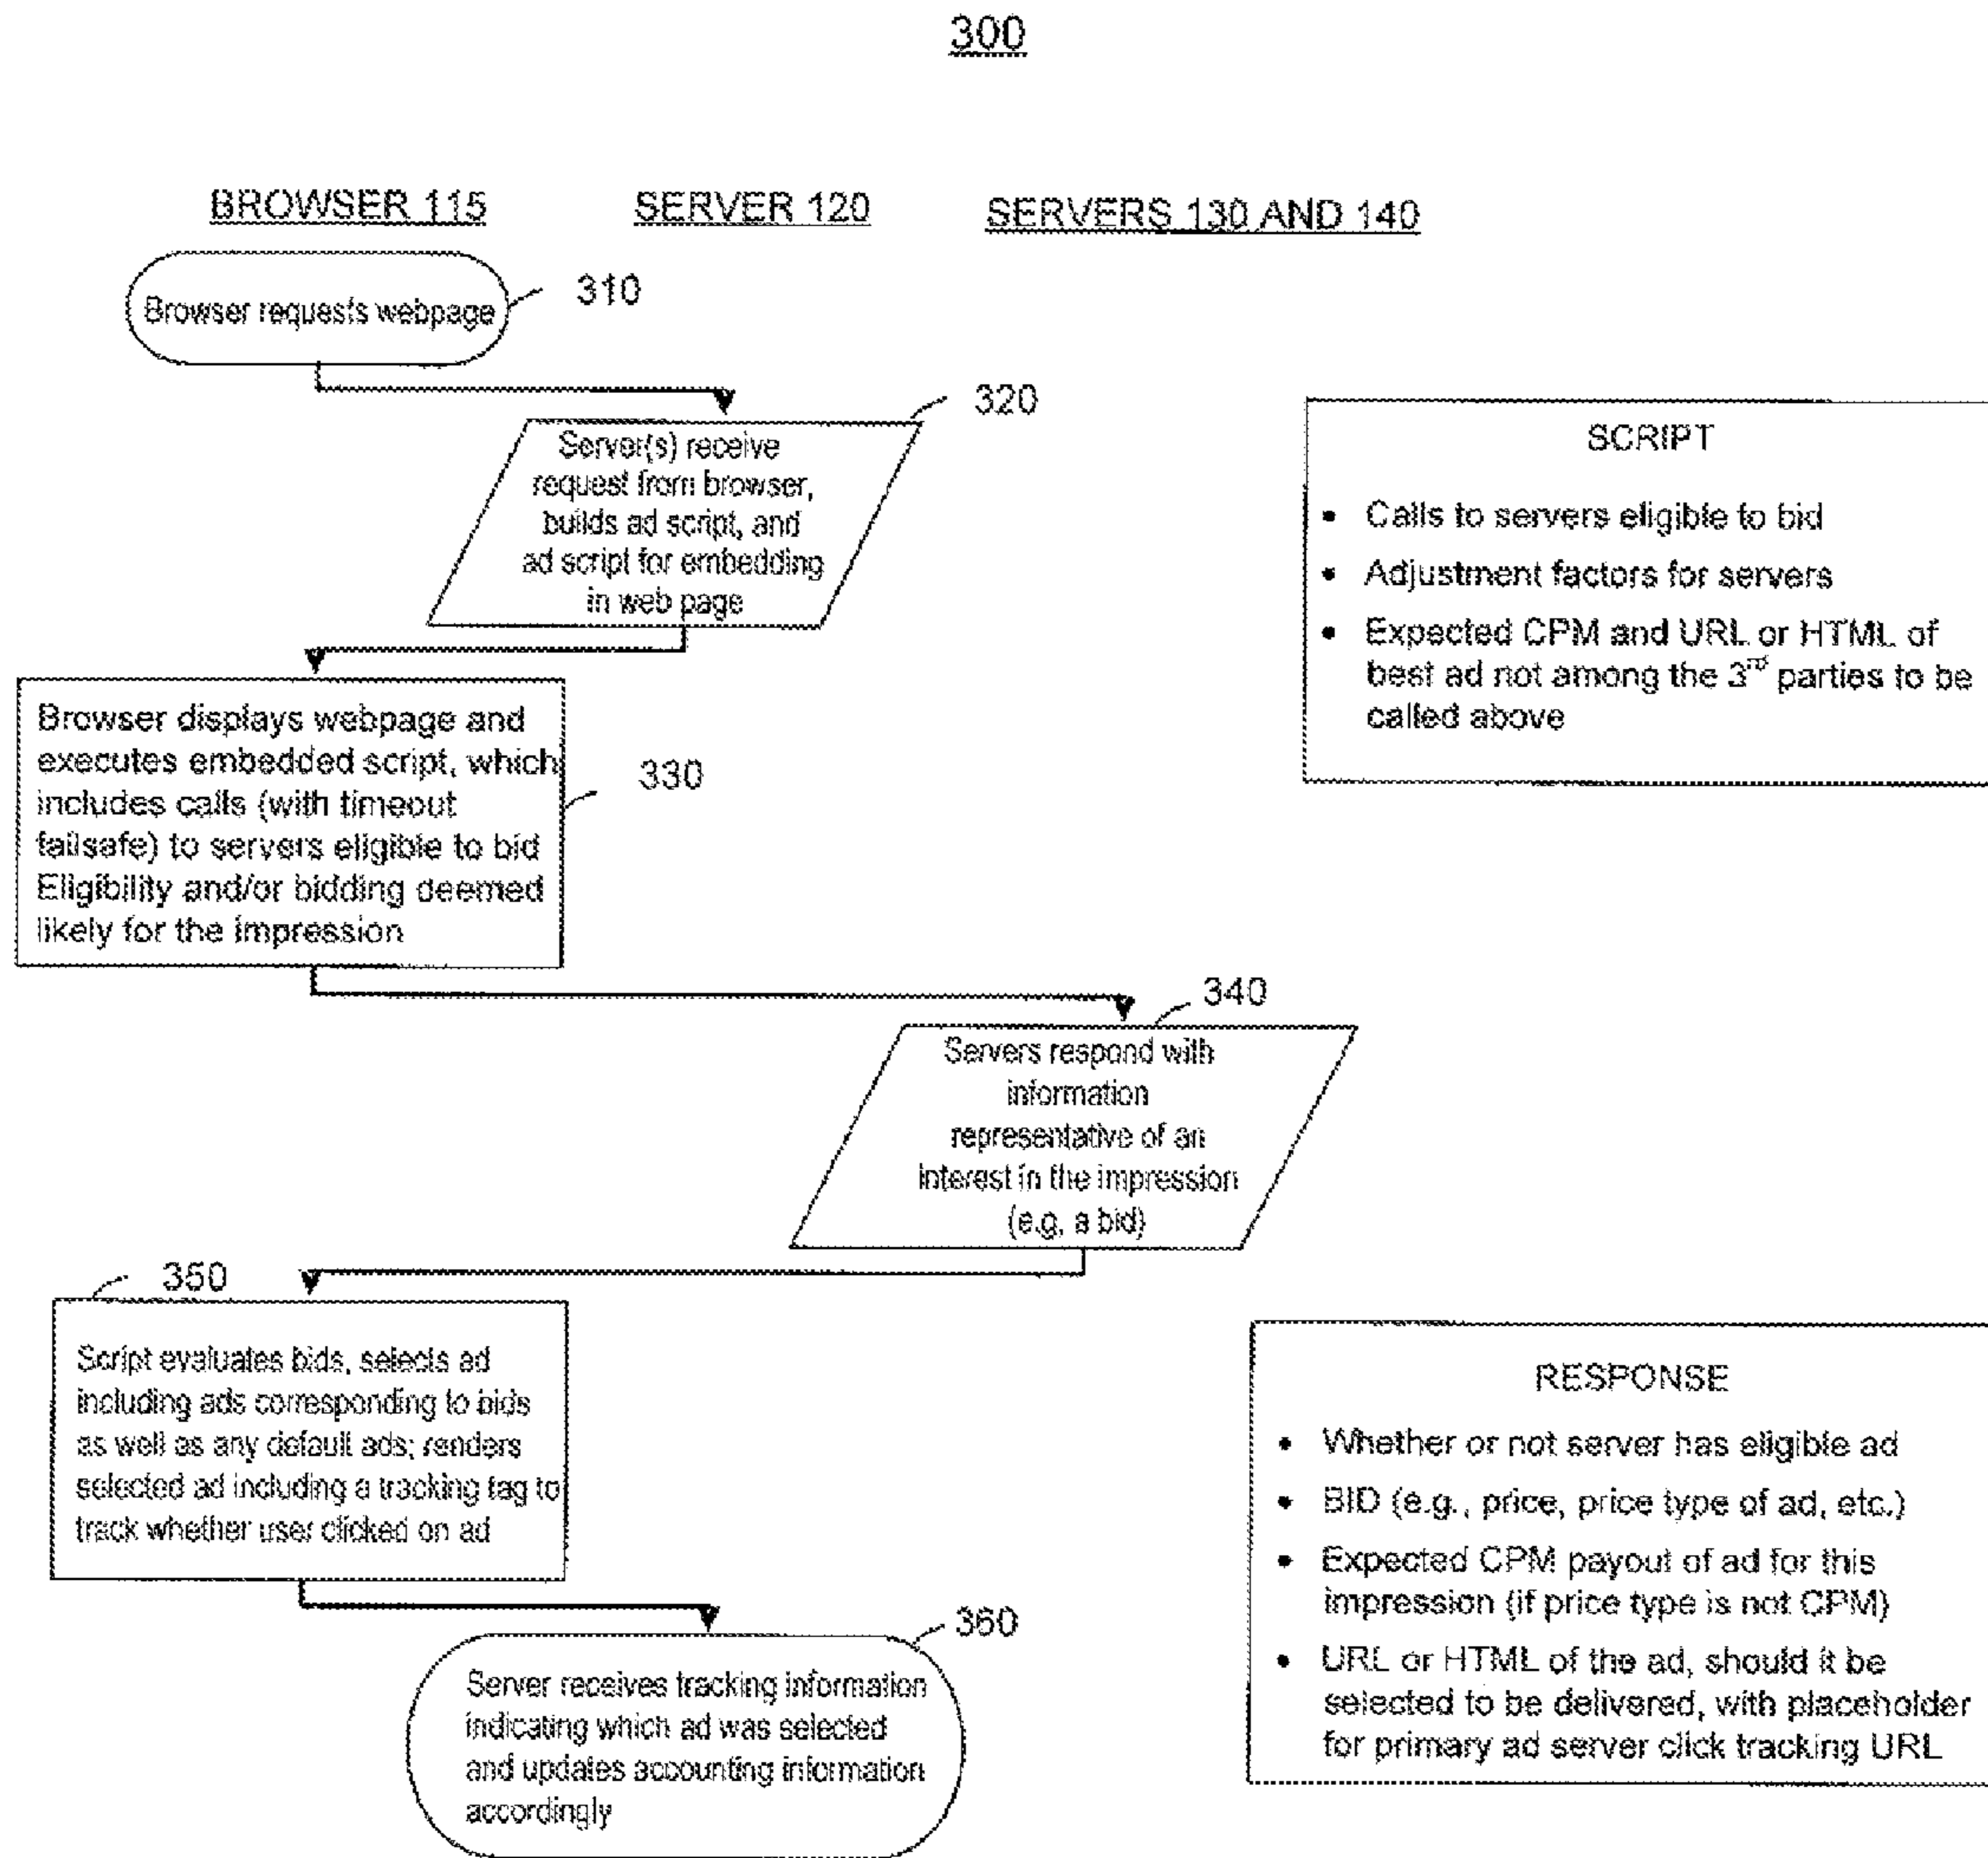 300
BROWSER 115
SERVER 120
SERVERS 130 AND 140
Browser requests webpage
310
320
Server(s) receive
request from browser,
builds ad script, and
ad script for embedding
in web page
SCRIPT
• Calls to servers eligible to bid
• Adjustment factors for servers
• Expected CPM and URL or HTML of
best ad not among the 3rd parties to be
called above
Browser displays webpage and
executes embedded script, which
includes calls (with timeout
failsafe) to servers eligible to bid
Eligibility and/or bidding deemed
likely for the impression
330
340
Servers respond with
information
representative of an
interest in the impression
(e.g, a bid)
350
Script evaluates bids, selects ad
including ads corresponding to bids
as well as any default ads; renders
selected ad including a tracking tag to
track whether user clicked on ad
RESPONSE
• Whether or not server has eligible ad
• BID (e.g., price, price type of ad, etc.)
• Expected CPM payout of ad for this
impression (if price type is not CPM)
• URL or HTML of the ad, should it be
selected to be delivered, with placeholder
for primary ad server click tracking URL
360
Server receives tracking information
indicating which ad was selected
and updates accounting information
accordingly